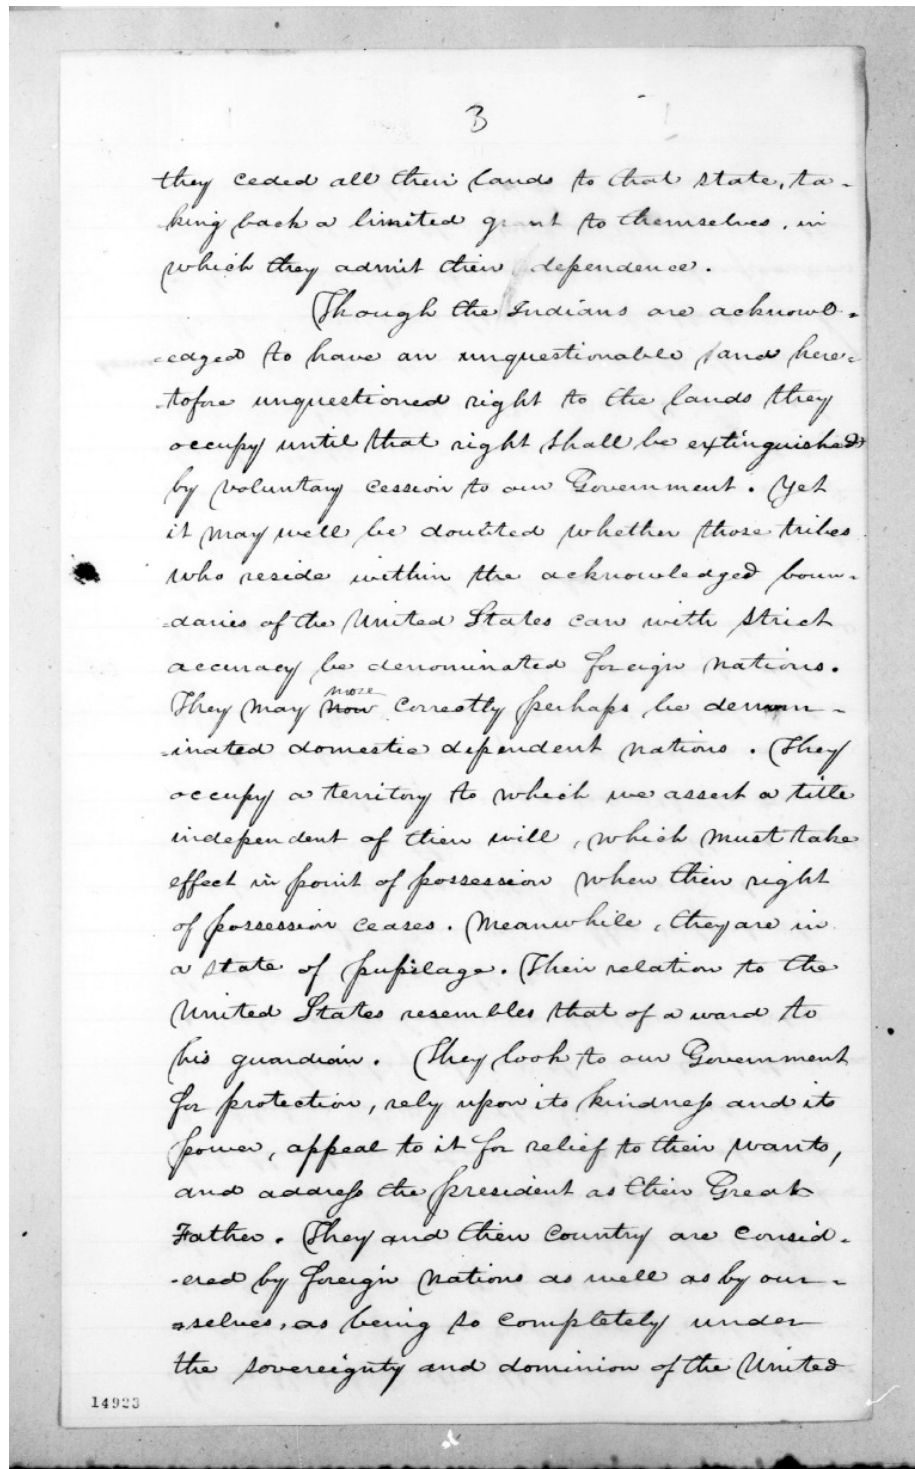 3
they ceded all their lands to that state, ta-
king back a limited grant to themselves, in
which they admit their dependence.
Though the Indians are acknowl-
-edged to have an unquestionable and here-
-tofore unquestioned right to the lands they
occupy until that right shall be extinguished
by voluntary cession to our Government. Yet
it may well be doubted whether those tribes
who reside within the acknowledged boun-
-daries of the United States can with strict
accuracy be denominated foreign nations.
They may now more correctly perhaps be denom-
-inated domestic dependent nations. They
occupy a territory to which we assert a title
independent of their will, which must take
effect in point of possession when their right
of possession ceases. Meanwhile, they are in
a state of pupilage. Their relation to the
United States resembles that of a ward to
his guardian. They look to our Government
for protection, rely upon its kindness and its
power, appeal to it for relief to their wants,
and address the president as their Great
Father. They and their country are consid-
-ered by foreign nations as well as by our-
-selves, as being so completely under
the sovereignty and dominion of the United
14923